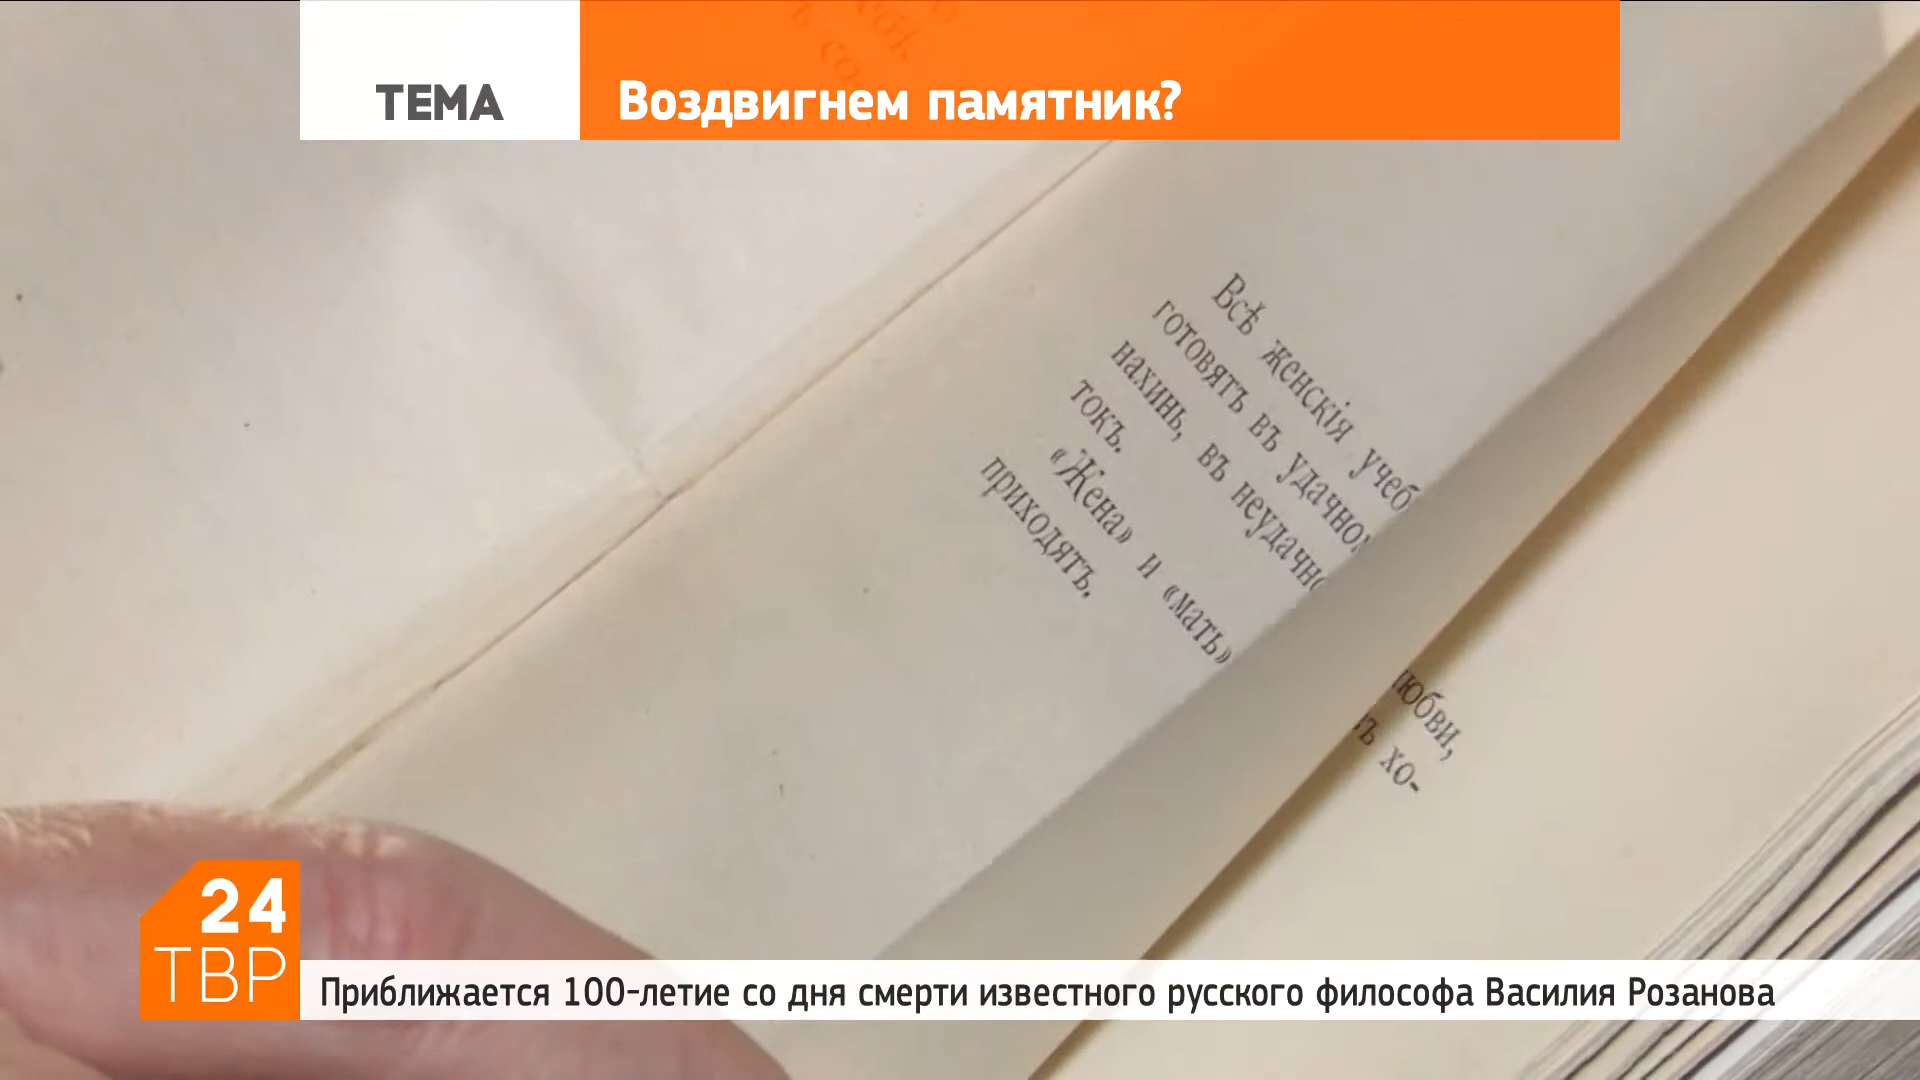 ТЕМА
Воздвигнем памятник?
Всѣ женскія учеб
готовятъ въ удачно
нахинь, въ неудачно
токъ.
«Жена» и «мать»
приходятъ.
любви,
ъ хо-
24
ТВР
Приближается 100-летие со дня смерти известного русского философа Василия Розанова